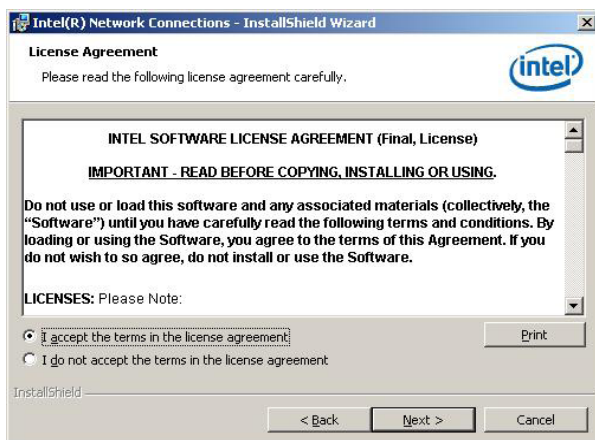 Intel(R) Network Connections - InstallShield Wizard
License Agreement
Please read the following license agreement carefully.
intel
INTEL SOFTWARE LICENSE AGREEMENT (Final, License)
IMPORTANT - READ BEFORE COPYING, INSTALLING OR USING.
Do not use or load this software and any associated materials (collectively, the
“Software”) until you have carefully read the following terms and conditions. By
loading or using the Software, you agree to the terms of this Agreement. If you
do not wish to so agree, do not install or use the Software.
LICENSES: Please Note:
I accept the terms in the license agreement
Print
I do not accept the terms in the license agreement
InstallShield
< Back
Next >
Cancel